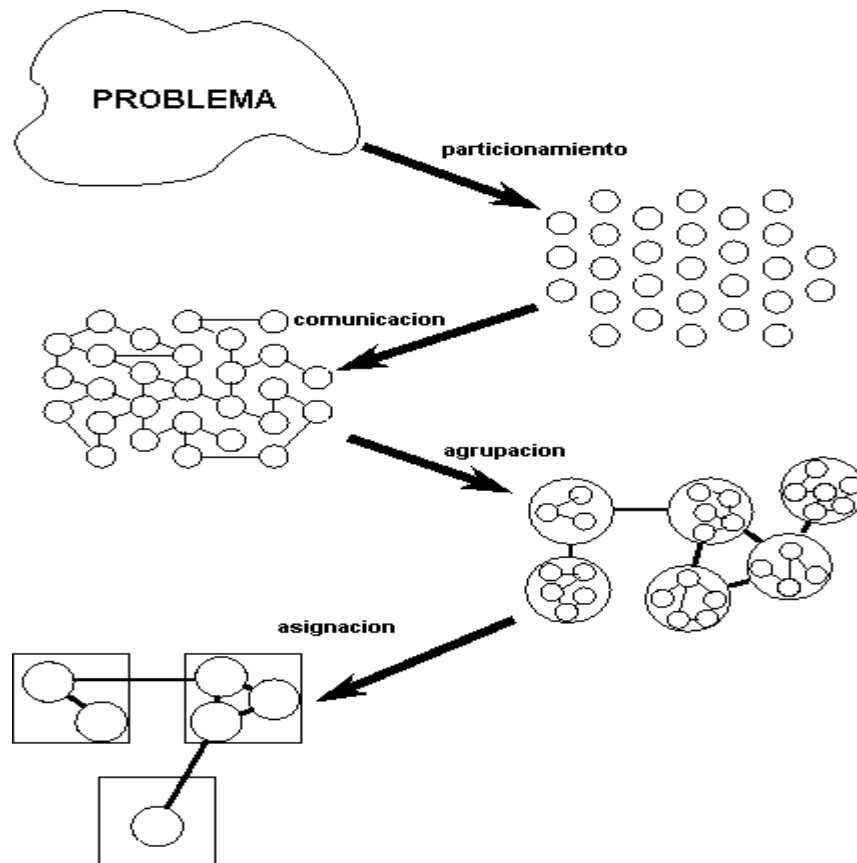 PROBLEMA
particionamiento
comunicacion
agrupacion
asignacion